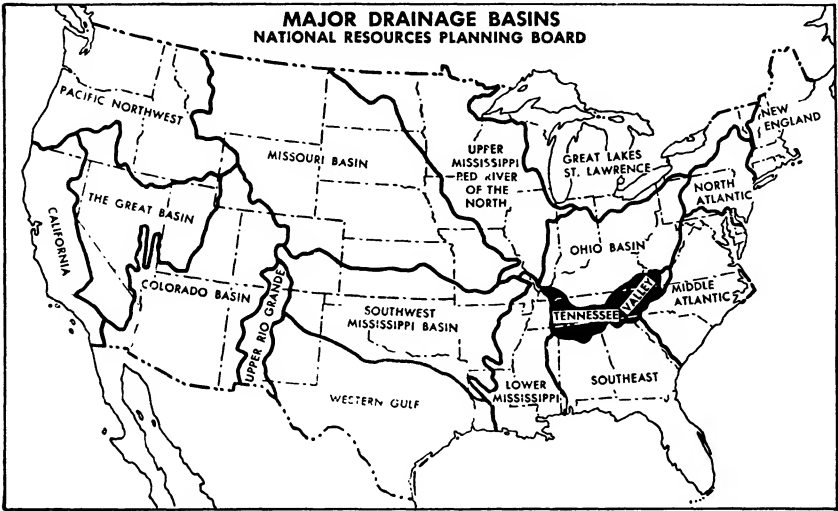 MAJOR DRAINAGE BASINS
NATIONAL RESOURCES PLANNING BOARD
PACIFIC NORTHWEST
MISSOURI BASIN
UPPER
MISSISSIPPI
RED RIVER
OF THE
NORTH
GREAT LAKES
ST. LAWRENCE
NEW
ENGLAND
NORTH
ATLANTIC
THE GREAT BASIN
CALIFORNIA
COLORADO BASIN
UPPER RIO GRANDE
OHIO BASIN
TENNESSEE
VALLEY
MIDDLE
ATLANTIC
SOUTHWEST
MISSISSIPPI BASIN
LOWER
MISSISSIPPI
SOUTHEAST
WESTERN GULF